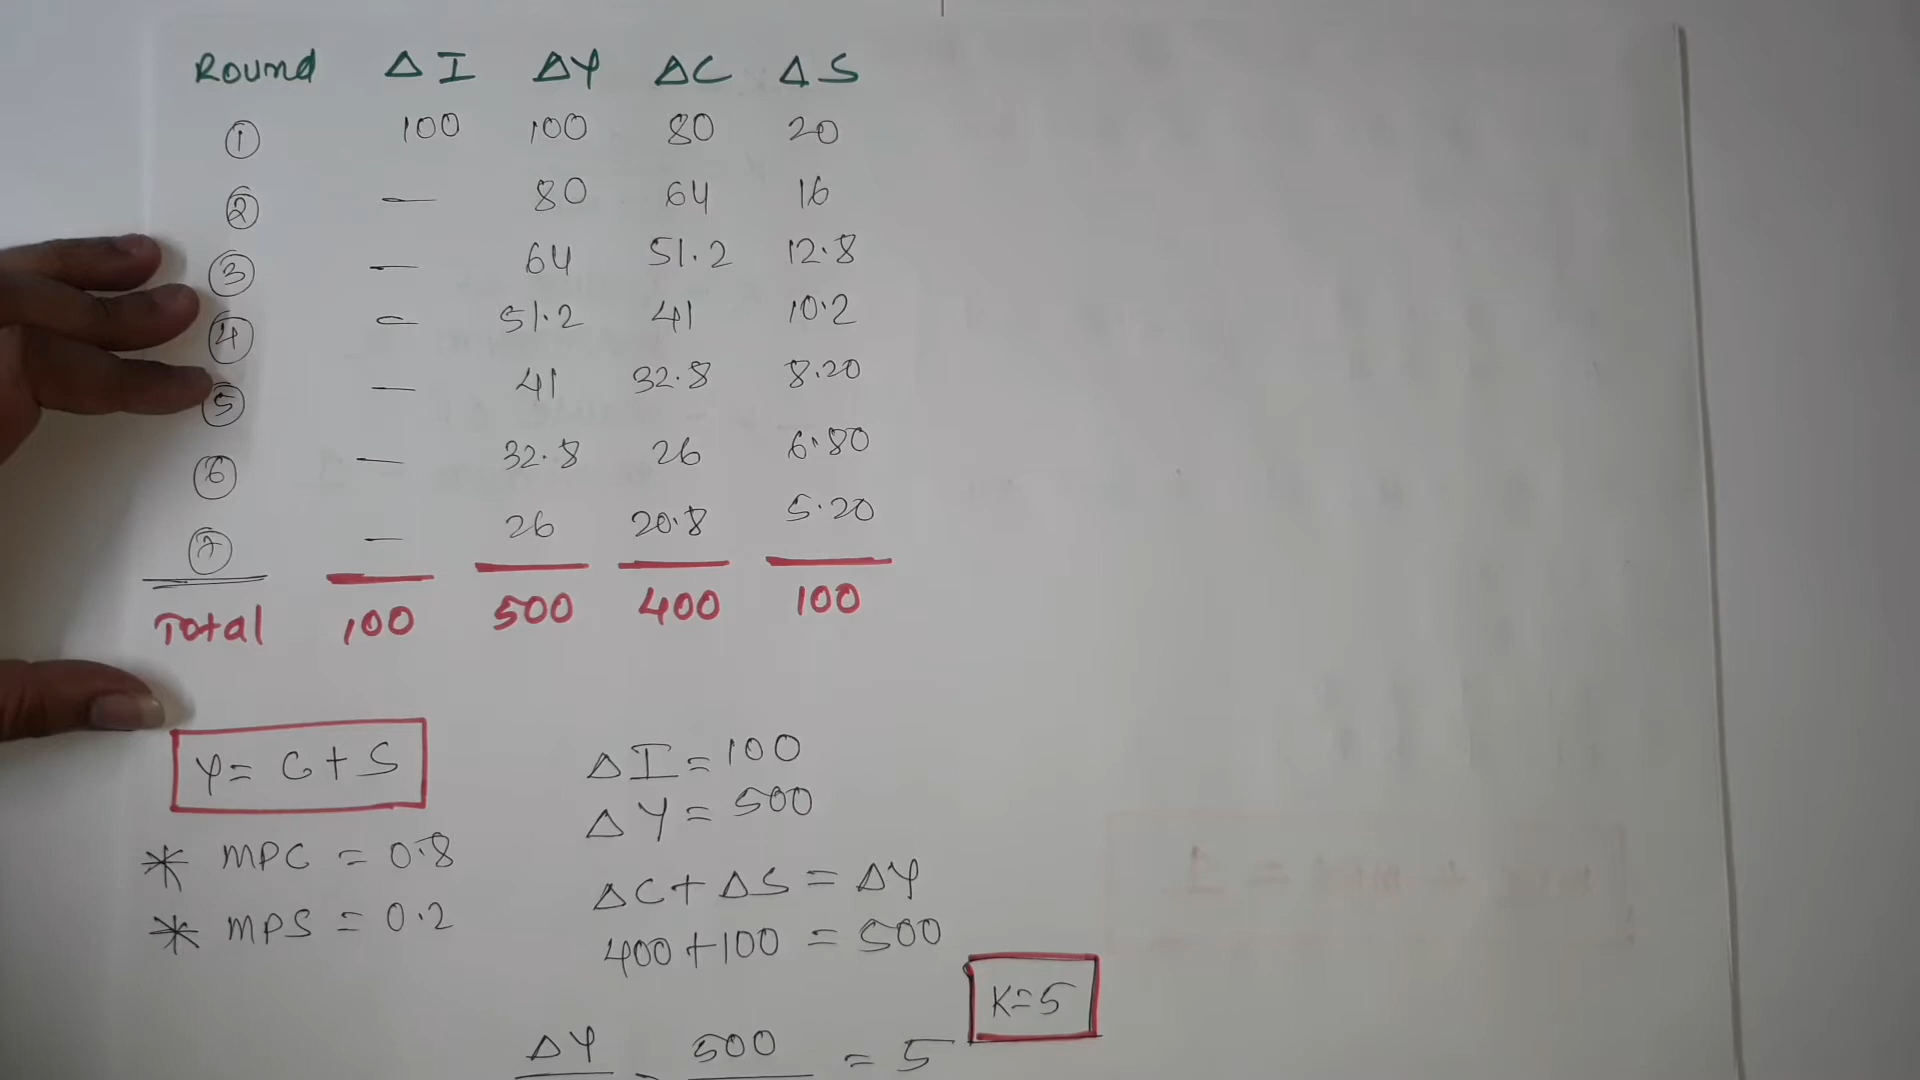 Round ΔI ΔY ΔC ΔS
① 100 100 80 20
② — 80 64 16
③ — 64 51.2 12.8
④ — 51.2 41 10.2
⑤ — 41 32.8 8.20
⑥ — 32.8 26 6.80
⑦ — 26 20.8 5.20
Total 100 500 400 100
Y = C + S
* MPC = 0.8
* MPS = 0.2
ΔI = 100
ΔY = 500
ΔC + ΔS = ΔY
400 + 100 = 500
K = 5
ΔY = 500 = 5